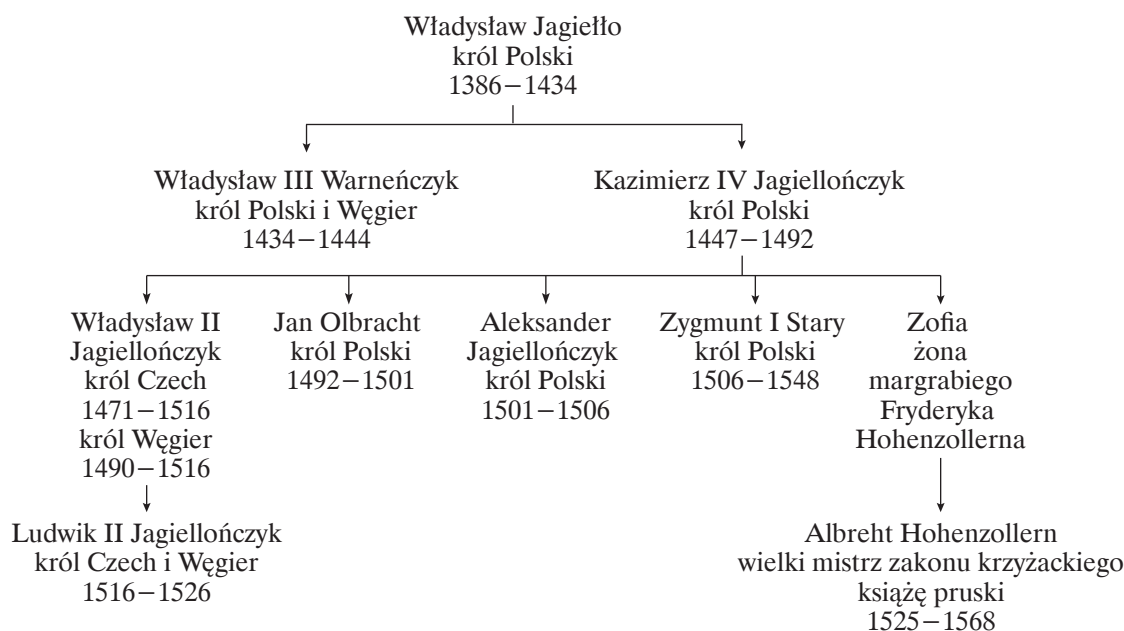 Władysław Jagiełło
król Polski
1386–1434
Władysław III Warneńczyk
król Polski i Węgier
1434–1444
Kazimierz IV Jagiellończyk
król Polski
1447–1492
Władysław II
Jagiellończyk
król Czech
1471–1516
król Węgier
1490–1516
Jan Olbracht
król Polski
1492–1501
Aleksander
Jagiellończyk
król Polski
1501–1506
Zygmunt I Stary
król Polski
1506–1548
Zofia
żona
margrabiego
Fryderyka
Hohenzollerna
Ludwik II Jagiellończyk
król Czech i Węgier
1516–1526
Albreht Hohenzollern
wielki mistrz zakonu krzyżackiego
książę pruski
1525–1568